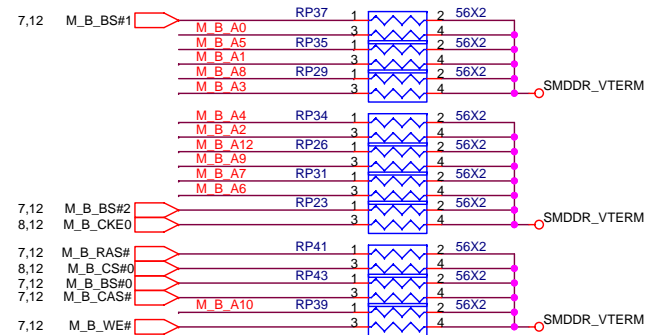 7,12 M_B_BS#1 RP37 1 2 56X2
M_B_A0 3 4
M_B_A5 RP35 1 2 56X2
M_B_A1 3 4
M_B_A8 RP29 1 2 56X2
M_B_A3 3 4 SMDDR_VTERM
M_B_A4 RP34 1 2 56X2
M_B_A2 3 4
M_B_A12 RP26 1 2 56X2
M_B_A9 3 4
M_B_A7 RP31 1 2 56X2
M_B_A6 3 4
7,12 M_B_BS#2 RP23 1 2 56X2
8,12 M_B_CKE0 3 4 SMDDR_VTERM
7,12 M_B_RAS# RP41 1 2 56X2
8,12 M_B_CS#0 3 4
7,12 M_B_BS#0 RP43 1 2 56X2
7,12 M_B_CAS# 3 4
M_B_A10 RP39 1 2 56X2
7,12 M_B_WE# 3 4 SMDDR_VTERM